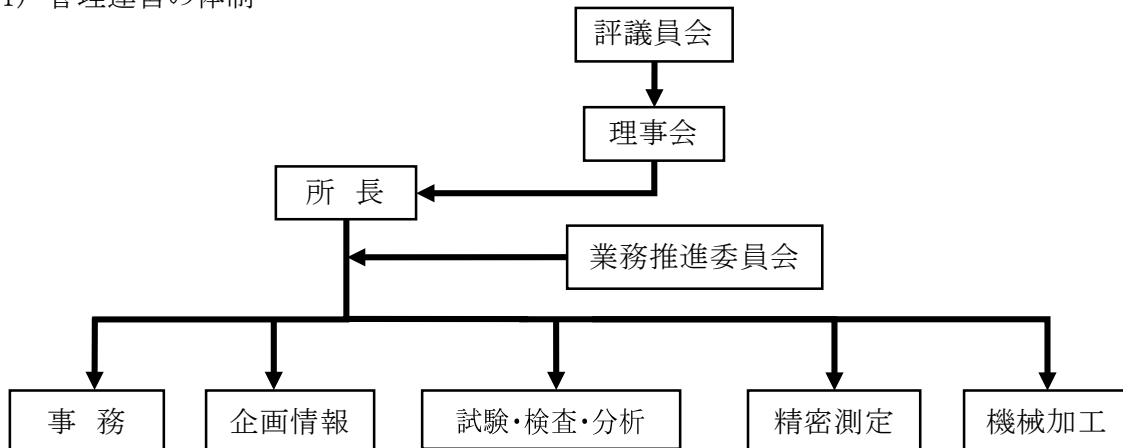 管理運営の体制
評議員会
理事会
所 長
業務推進委員会
事 務
企画情報
試験・検査・分析
精密測定
機械加工